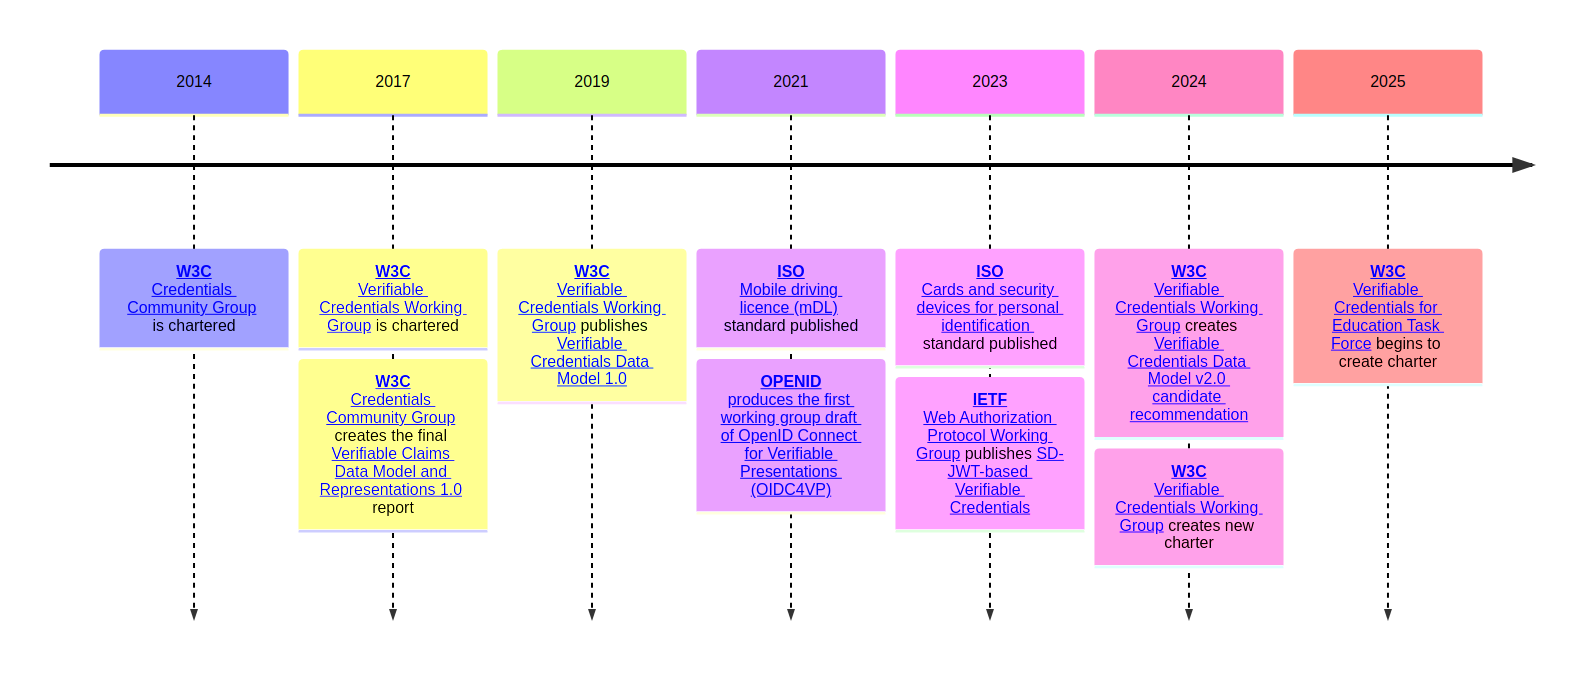 2014
2017
2019
2021
2023
2024
2025
W3C
Credentials
Community Group
is chartered
W3C
Verifiable
Credentials Working
Group is chartered
W3C
Credentials
Community Group
creates the final
Verifiable Claims
Data Model and
Representations 1.0
report
W3C
Verifiable
Credentials Working
Group publishes
Verifiable
Credentials Data
Model 1.0
ISO
Mobile driving
licence (mDL)
standard published
OPENID
produces the first
working group draft
of OpenID Connect
for Verifiable
Presentations
(OIDC4VP)
ISO
Cards and security
devices for personal
identification
standard published
IETF
Web Authorization
Protocol Working
Group publishes SD-
JWT-based
Verifiable
Credentials
W3C
Verifiable
Credentials Working
Group creates
Verifiable
Credentials Data
Model v2.0
candidate
recommendation
W3C
Verifiable
Credentials Working
Group creates new
charter
W3C
Verifiable
Credentials for
Education Task
Force begins to
create charter